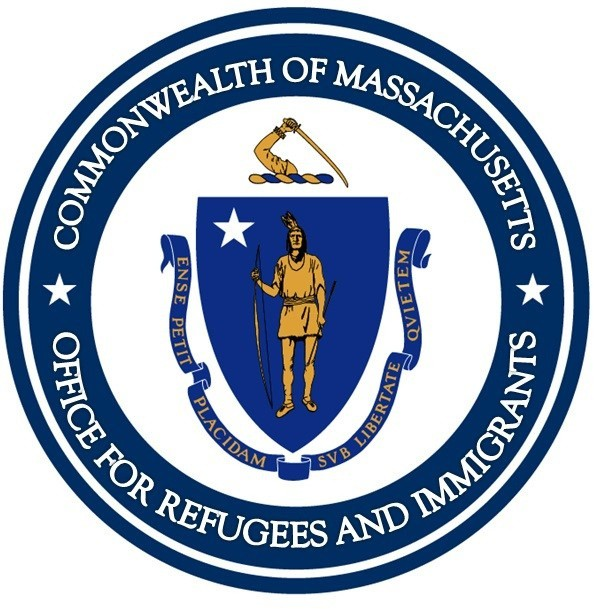 COMMONWEALTH OF MASSACHUSETTS
ENSE PETIT PLACIDAM SVB LIBERTATE QVIETEM
OFFICE FOR REFUGEES AND IMMIGRANTS